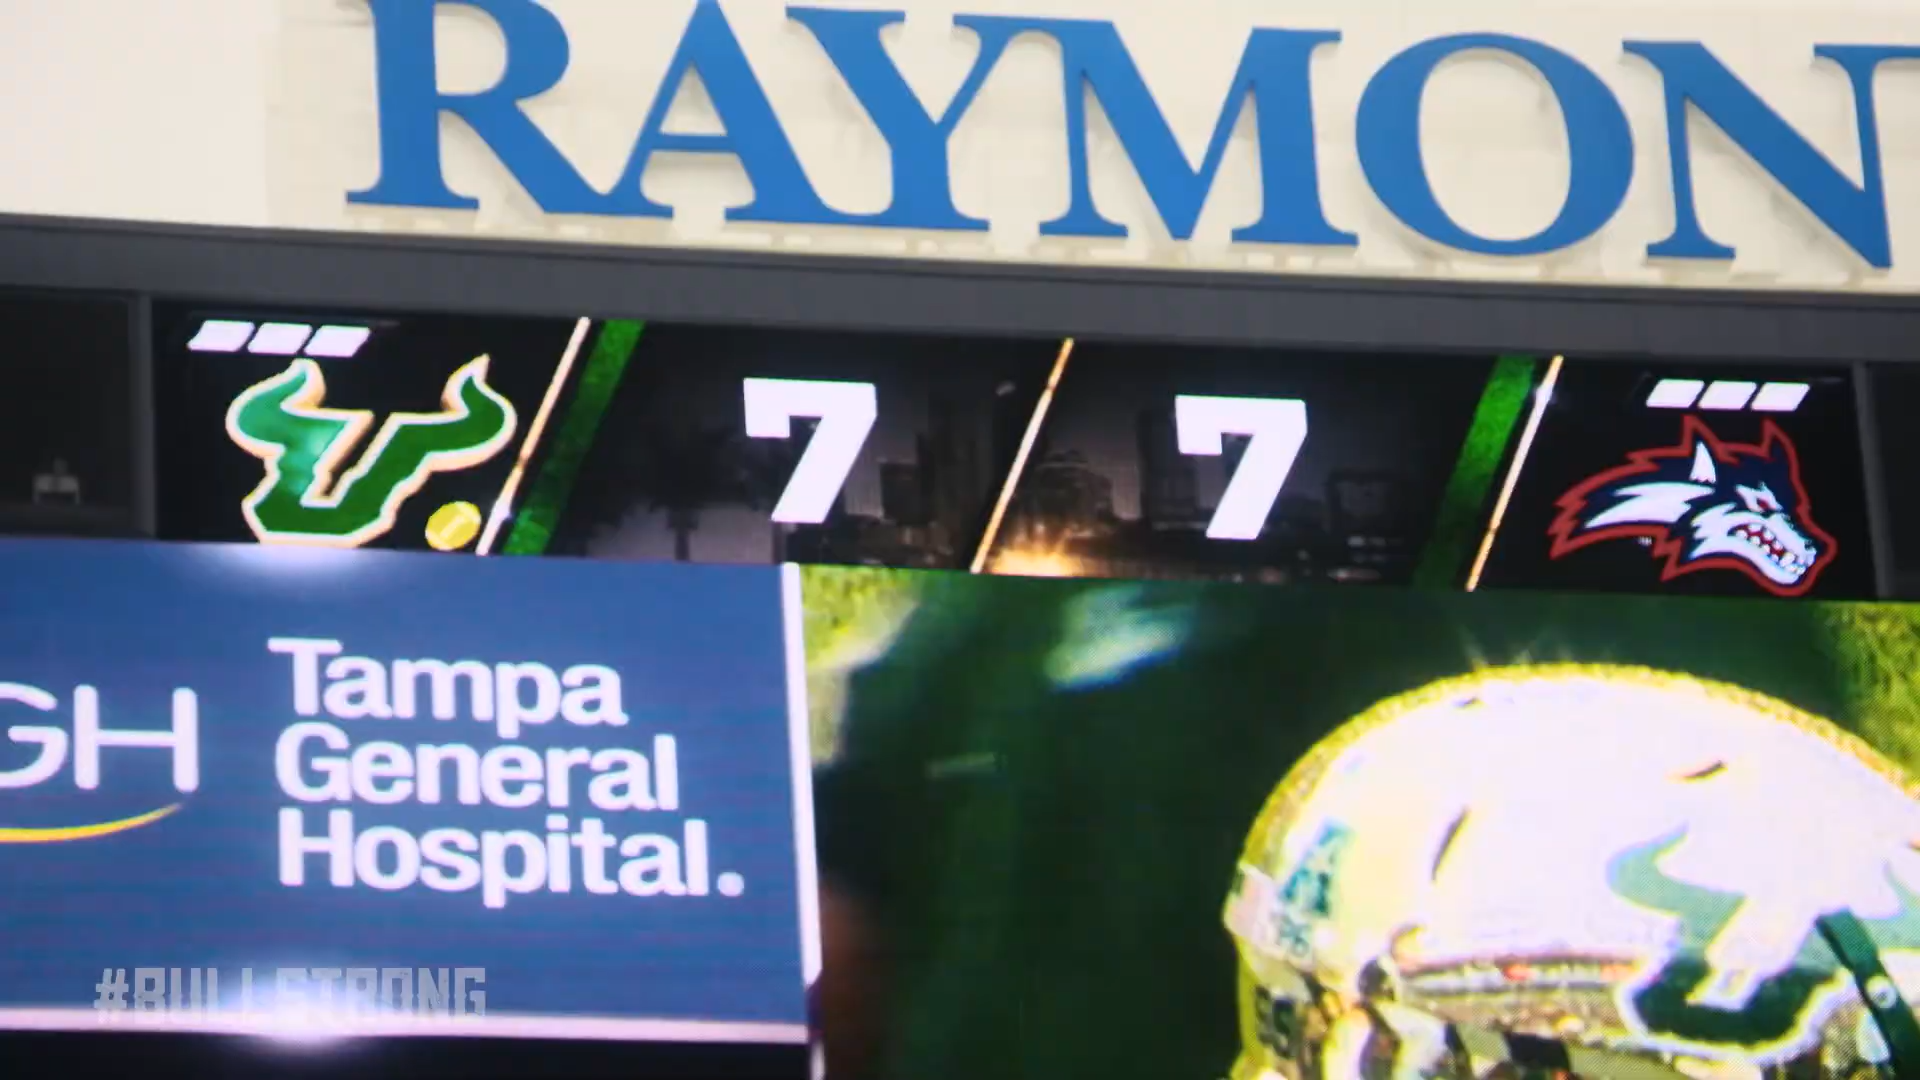 RAYMON
7 7
GH
Tampa
General
Hospital.
#BULLSTRONG